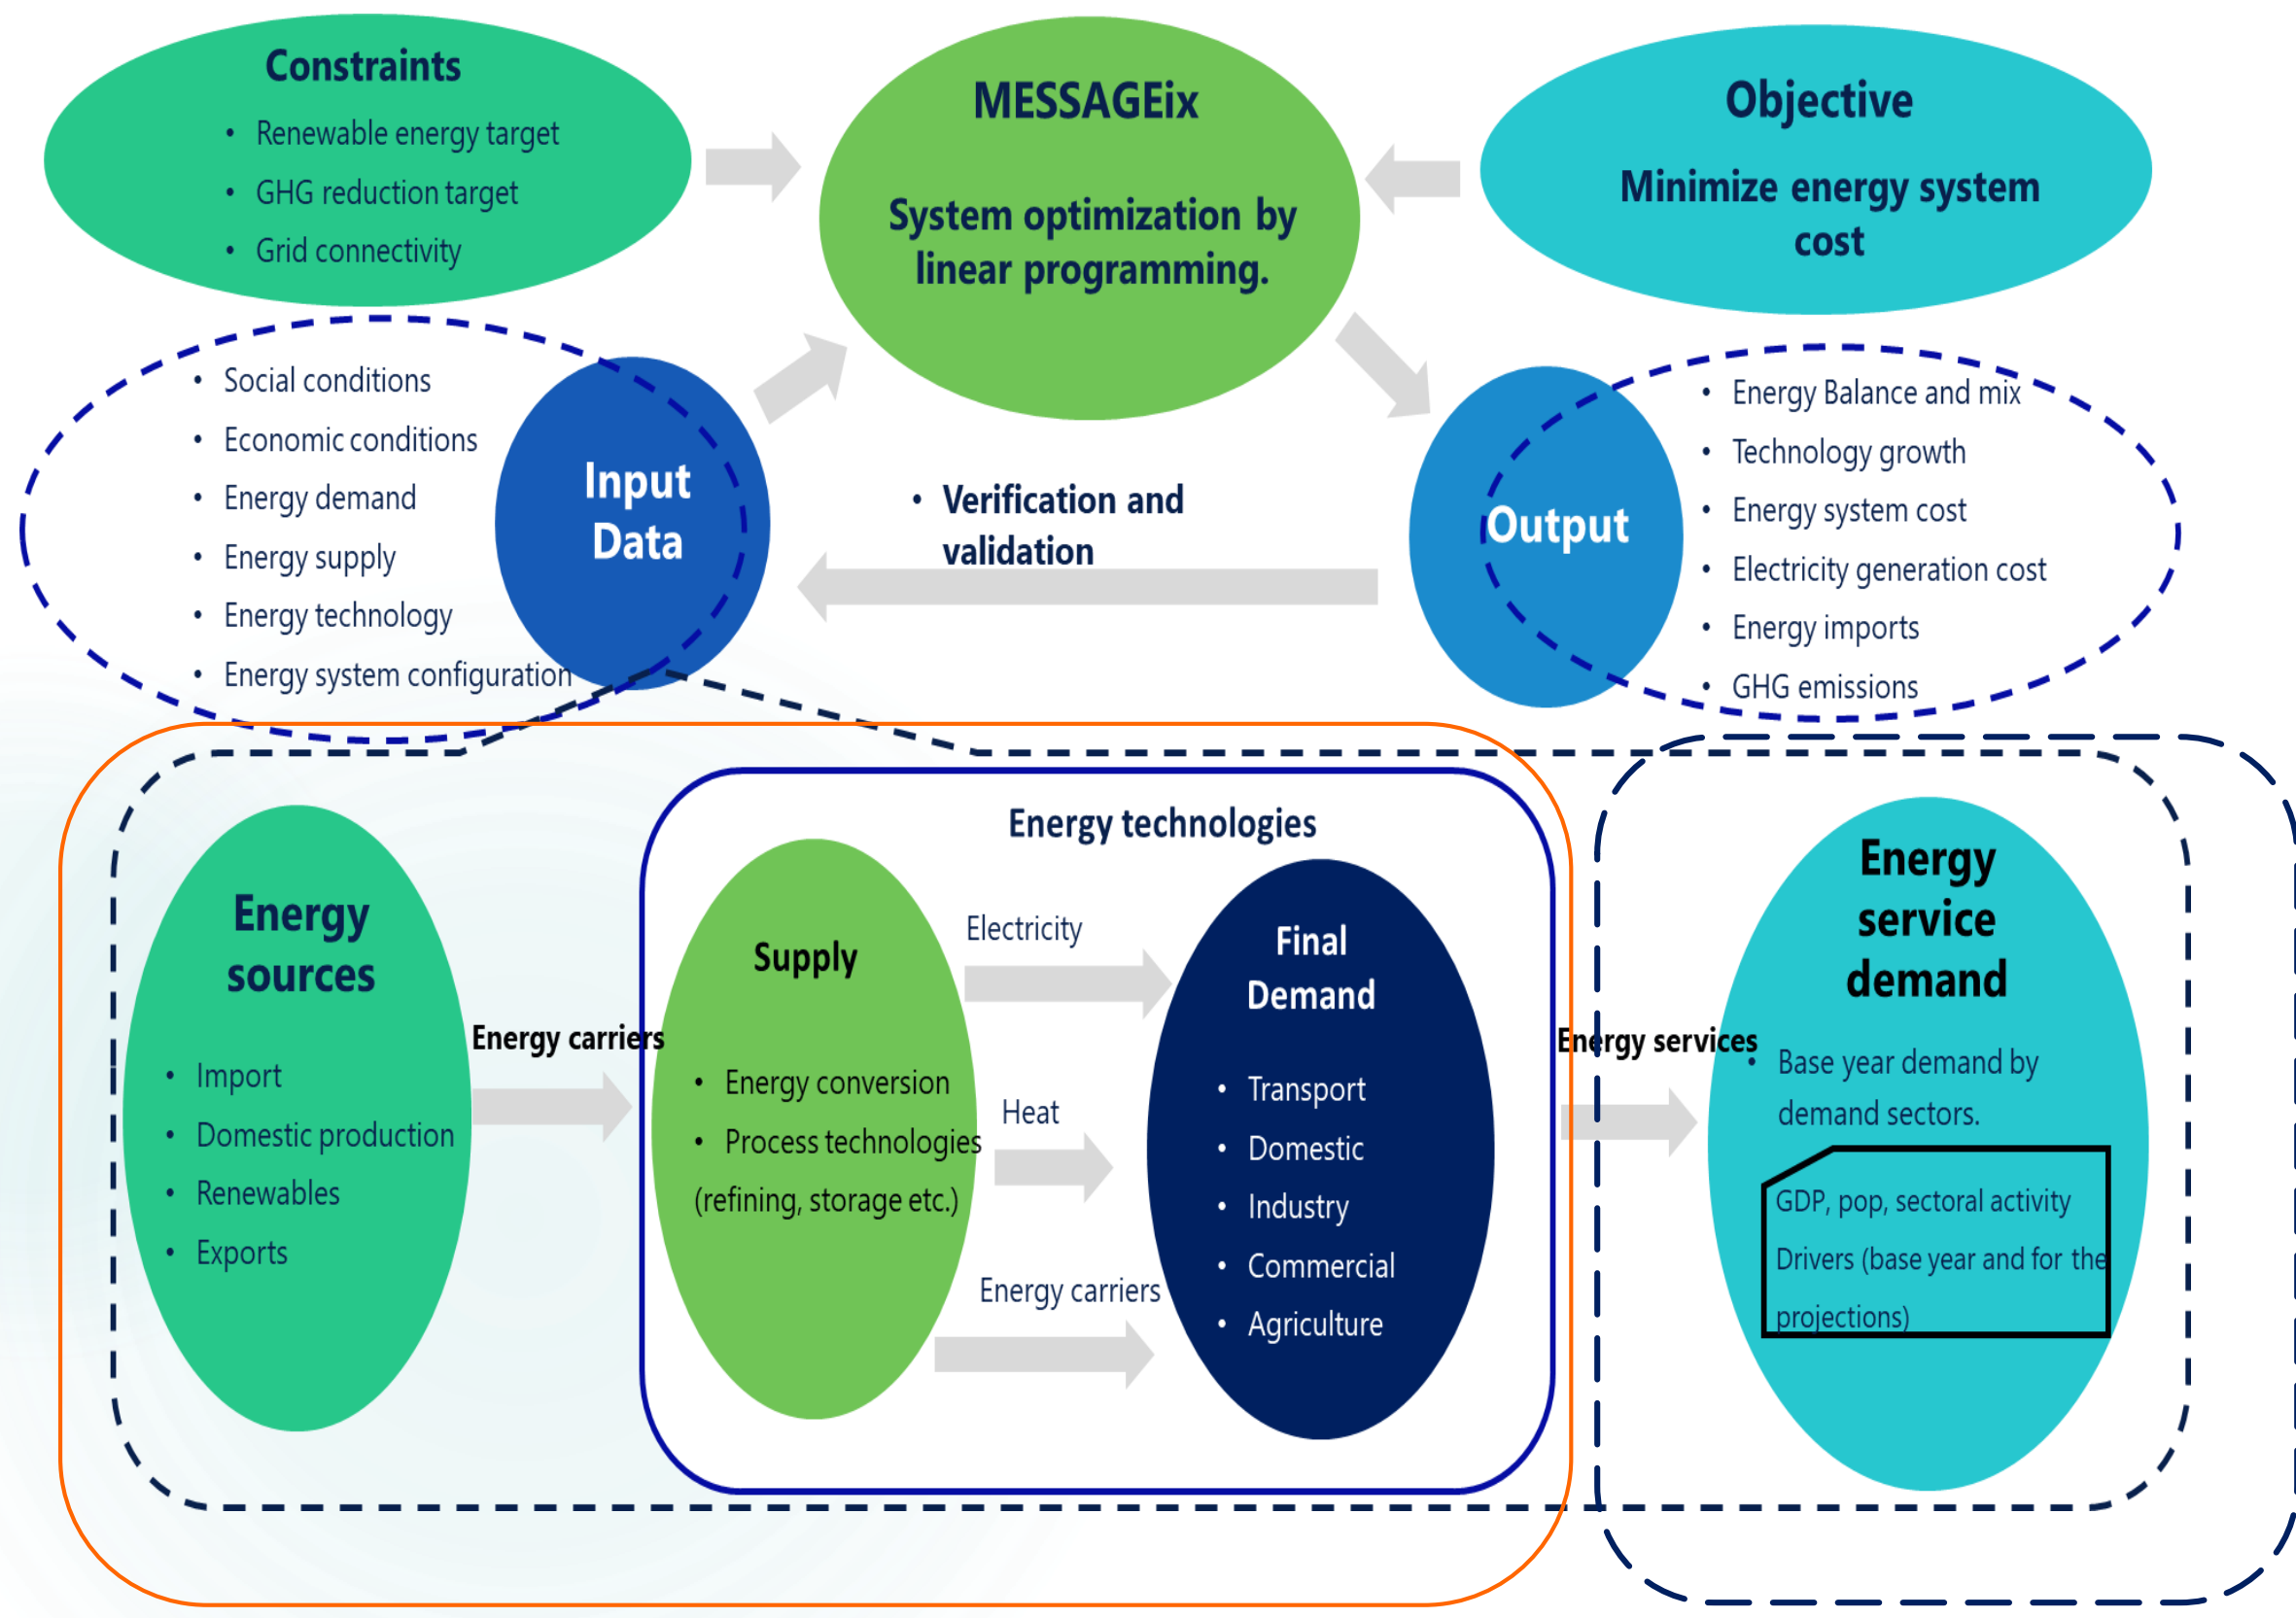 Constraints
• Renewable energy target
• GHG reduction target
• Grid connectivity
MESSAGEix
System optimization by
linear programming.
Objective
Minimize energy system
cost
• Social conditions
• Economic conditions
• Energy demand
• Energy supply
• Energy technology
• Energy system configuration
Input
Data
• Verification and
validation
Output
• Energy Balance and mix
• Technology growth
• Energy system cost
• Electricity generation cost
• Energy imports
• GHG emissions
Energy
sources
• Import
• Domestic production
• Renewables
• Exports
Energy carriers
Energy technologies
Supply
• Energy conversion
• Process technologies
(refining, storage etc.)
Electricity
Heat
Energy carriers
Final
Demand
• Transport
• Domestic
• Industry
• Commercial
• Agriculture
Energy services
Energy
service
demand
• Base year demand by
demand sectors.
GDP, pop, sectoral activity
Drivers (base year and for the
projections)